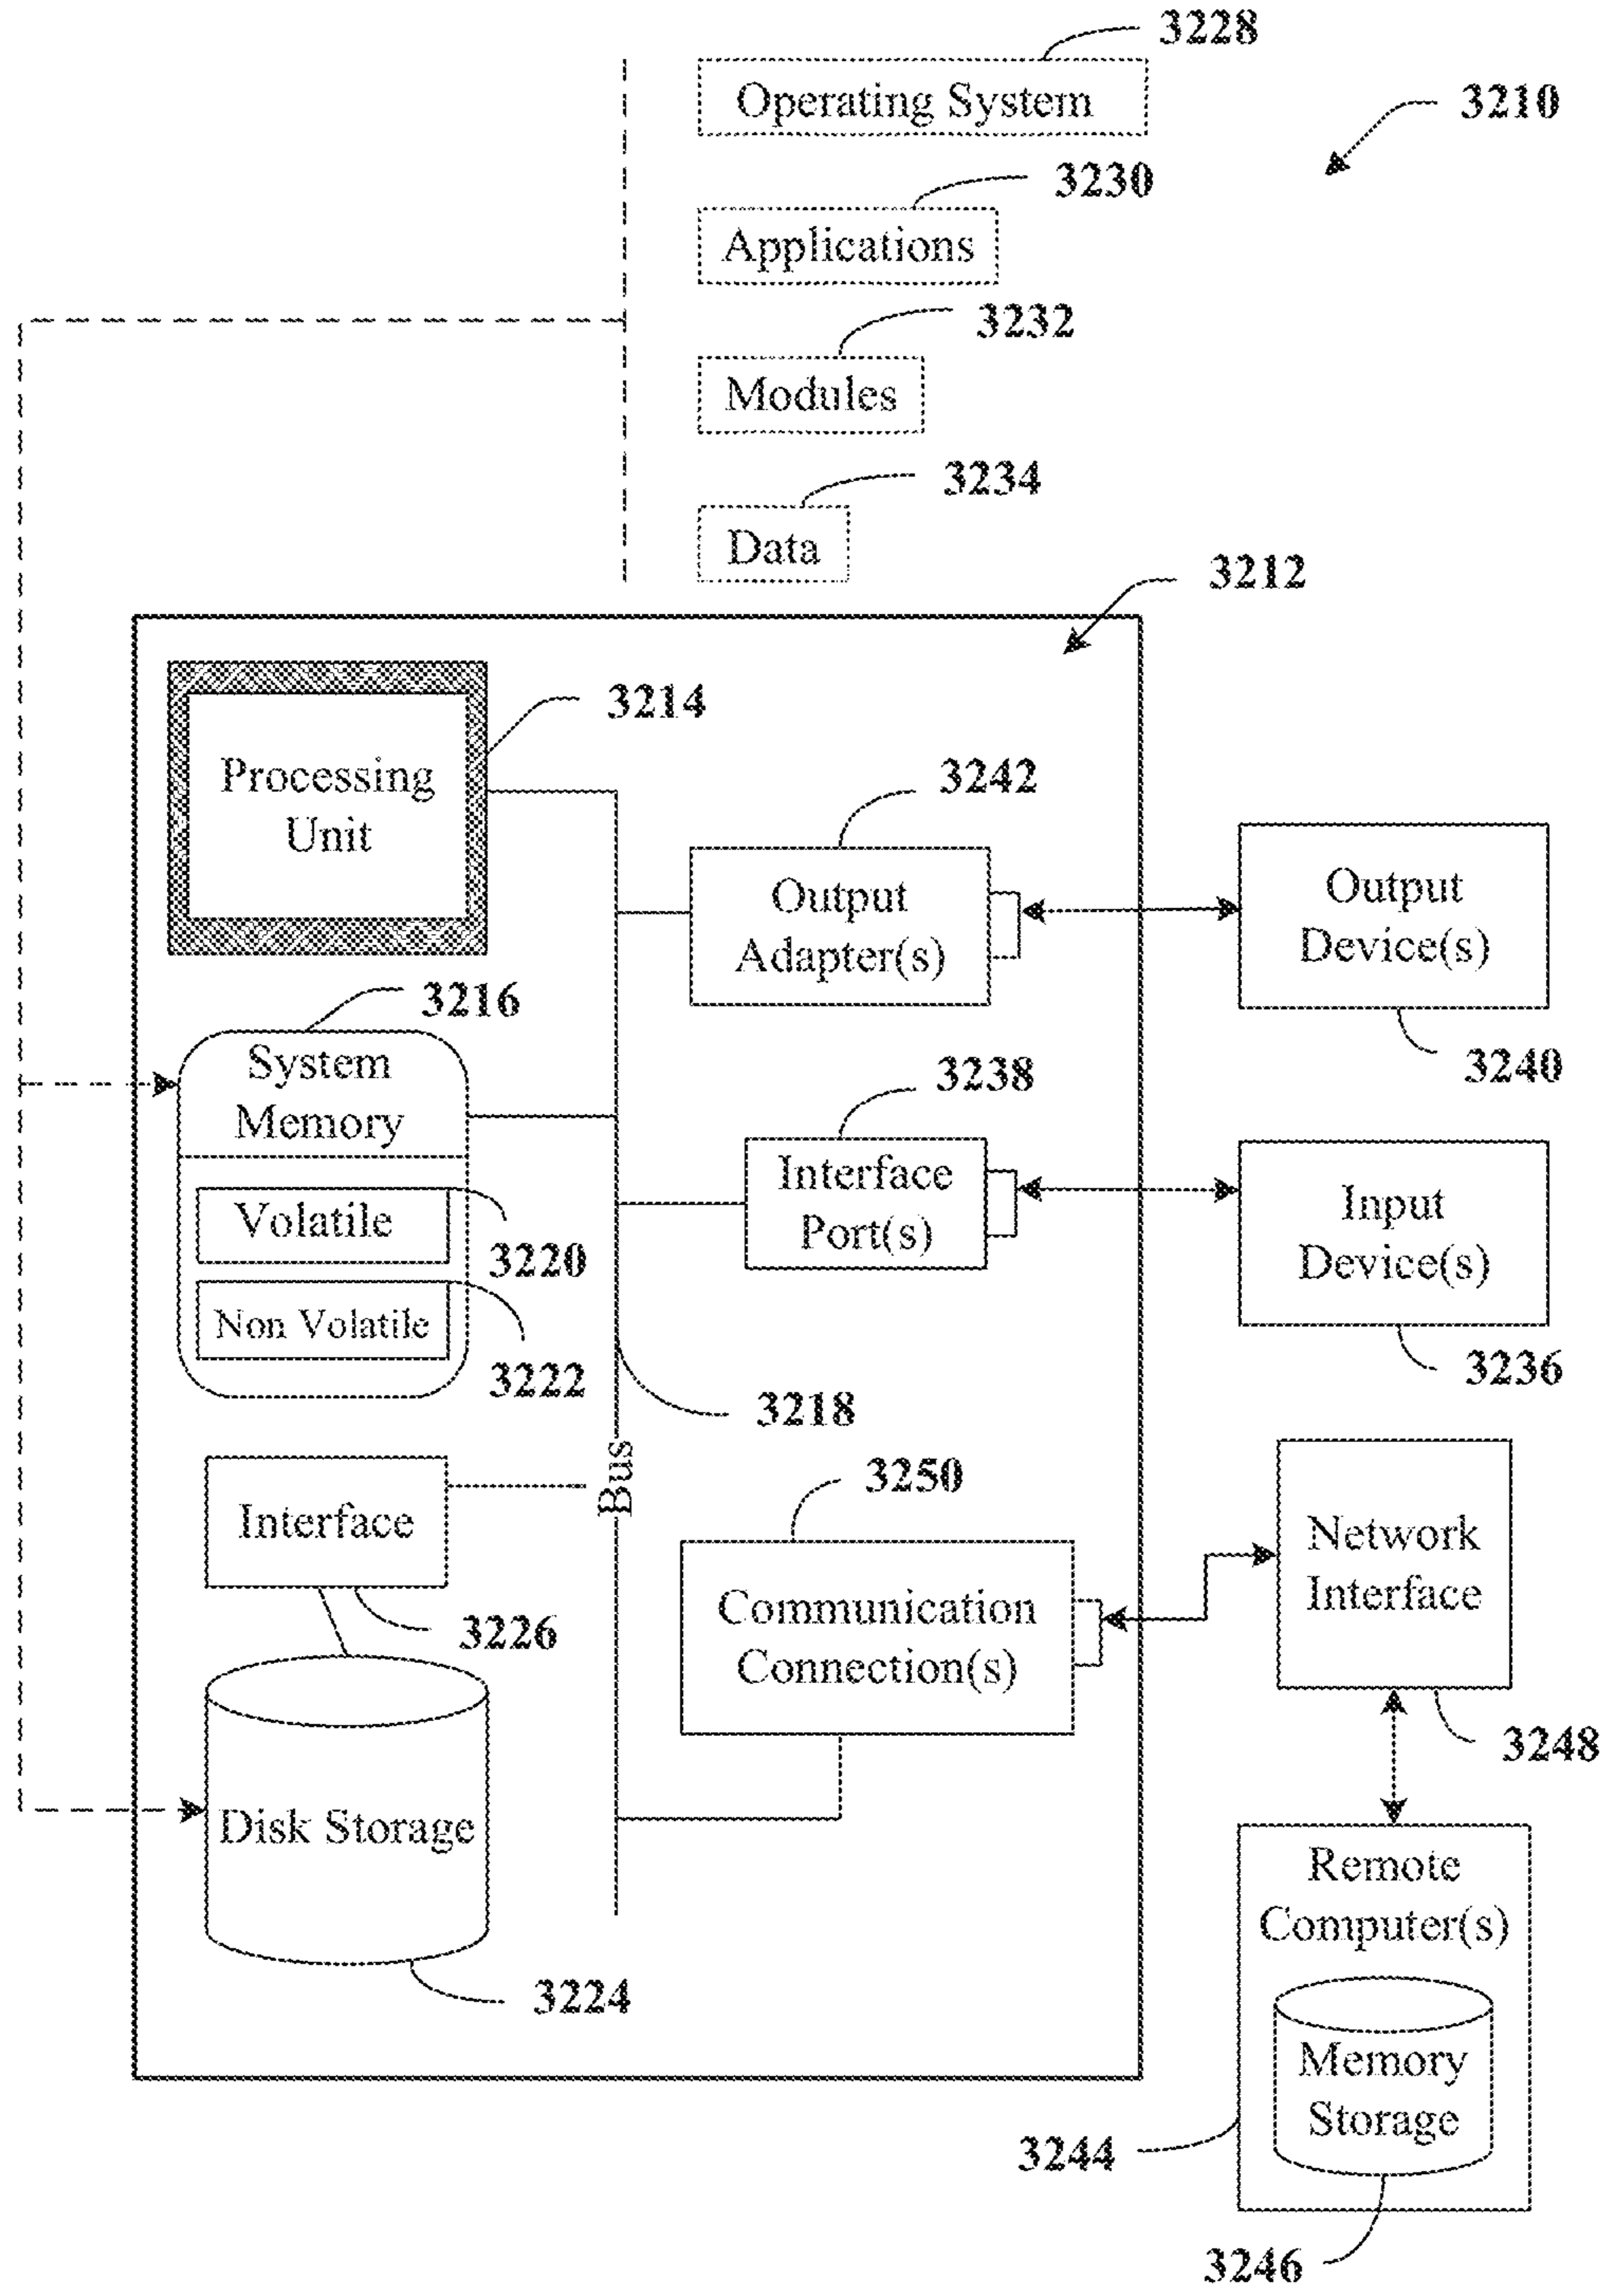 3228
Operating System
3210
3230
Applications
3232
Modules
3234
Data
3212
3214
Processing
Unit
3242
Output
Adapter(s)
Output
Device(s)
3240
3216
System
Memory
Volatile
3220
Non Volatile
3222
3238
Interface
Port(s)
Input
Device(s)
3236
3218
Bus
Interface
3226
3250
Communication
Connection(s)
Network
Interface
3248
Disk Storage
3224
Remote
Computer(s)
Memory
Storage
3244
3246